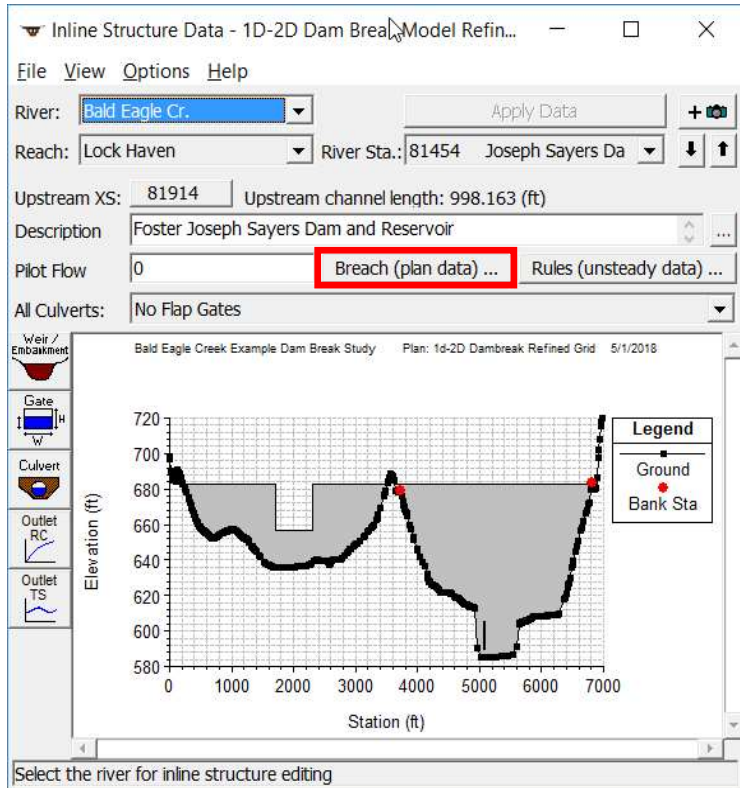 Inline Structure Data - 1D-2D Dam Break Model Refin...
File View Options Help
River: Bald Eagle Cr. Apply Data
Reach: Lock Haven River Sta.: 81454 Joseph Sayers Da
Upstream XS: 81914 Upstream channel length: 998.163 (ft)
Description Foster Joseph Sayers Dam and Reservoir ...
Pilot Flow 0 Breach (plan data) ... Rules (unsteady data) ...
All Culverts: No Flap Gates
Weir /
Embankment
Gate
H
W
Culvert
Outlet
RC
Outlet
TS
Bald Eagle Creek Example Dam Break Study Plan: 1d-2D Dambreak Refined Grid 5/1/2018
720
700
680
660
640
620
600
580
Elevation (ft)
0 1000 2000 3000 4000 5000 6000 7000
Station (ft)
Legend
Ground
Bank Sta
Select the river for inline structure editing